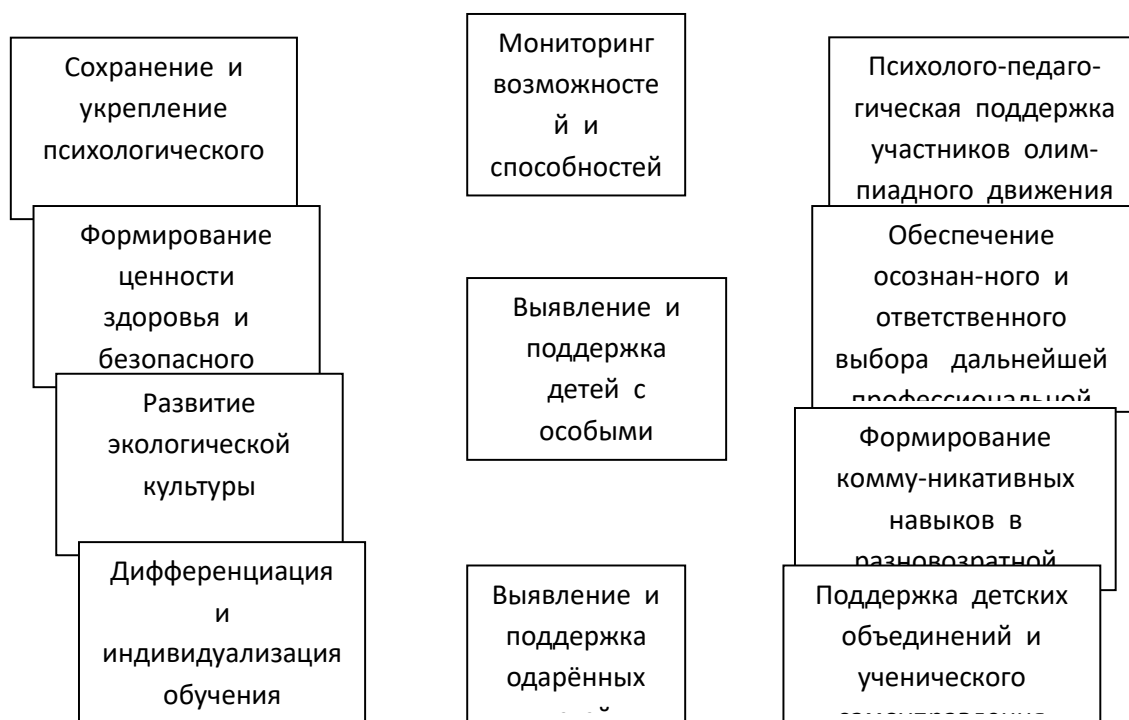 Сохранение и
укрепление
психологического
Формирование
ценности
здоровья и
безопасного
Развитие
экологической
культуры
Дифференциация
и
индивидуализация
обучения
Мониторинг
возможносте
й и
способностей
Выявление и
поддержка
детей с
особыми
Выявление и
поддержка
одарённых
Психолого-педаго-
гическая поддержка
участников олим-
пиадного движения
Обеспечение
осознан-ного и
ответственного
выбора дальнейшей
профессиональной
Формирование
комму-никативных
навыков в
разновозратной
Поддержка детских
объединений и
ученического